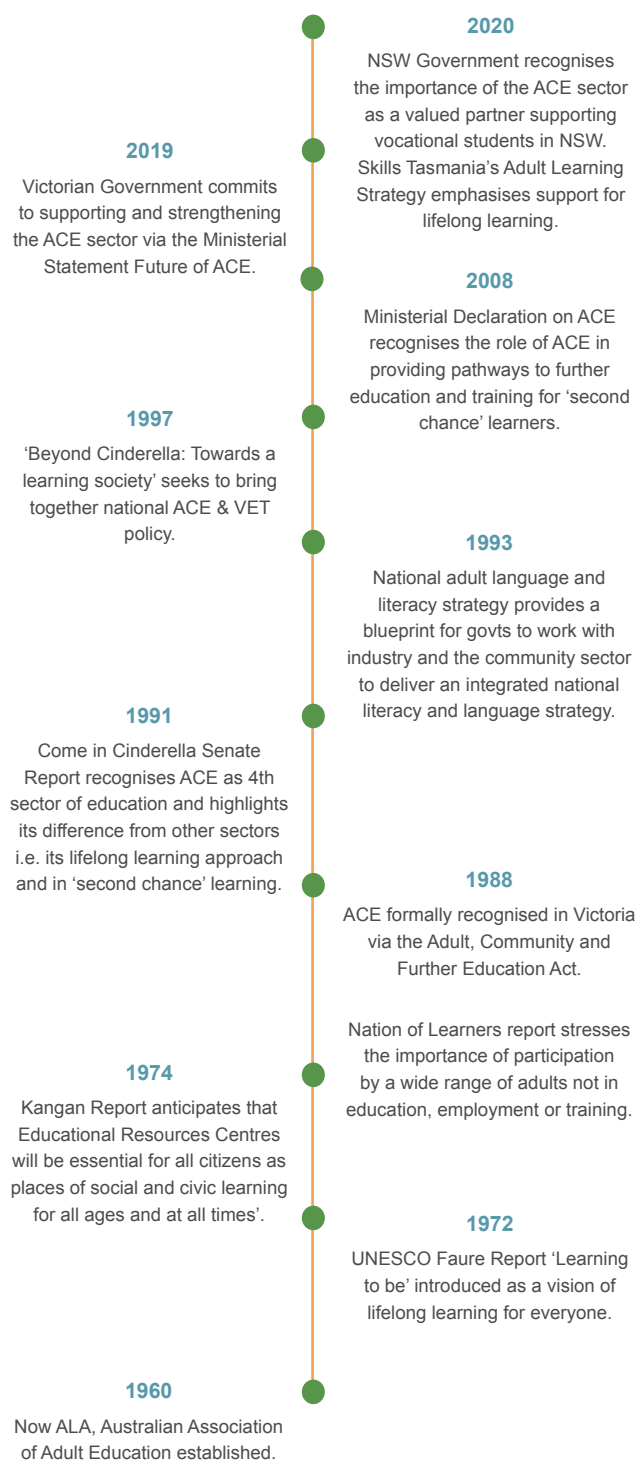 2020
NSW Government recognises
the importance of the ACE sector
as a valued partner supporting
vocational students in NSW.
Skills Tasmania’s Adult Learning
Strategy emphasises support for
lifelong learning.
2019
Victorian Government commits
to supporting and strengthening
the ACE sector via the Ministerial
Statement Future of ACE.
2008
Ministerial Declaration on ACE
recognises the role of ACE in
providing pathways to further
education and training for ‘second
chance’ learners.
1997
‘Beyond Cinderella: Towards a
learning society’ seeks to bring
together national ACE & VET
policy.
1993
National adult language and
literacy strategy provides a
blueprint for govts to work with
industry and the community sector
to deliver an integrated national
literacy and language strategy.
1991
Come in Cinderella Senate
Report recognises ACE as 4th
sector of education and highlights
its difference from other sectors
i.e. its lifelong learning approach
and in ‘second chance’ learning.
1988
ACE formally recognised in Victoria
via the Adult, Community and
Further Education Act.
Nation of Learners report stresses
the importance of participation
by a wide range of adults not in
education, employment or training.
1974
Kangan Report anticipates that
Educational Resources Centres
will be essential for all citizens as
places of social and civic learning
for all ages and at all times’.
1972
UNESCO Faure Report ‘Learning
to be’ introduced as a vision of
lifelong learning for everyone.
1960
Now ALA, Australian Association
of Adult Education established.